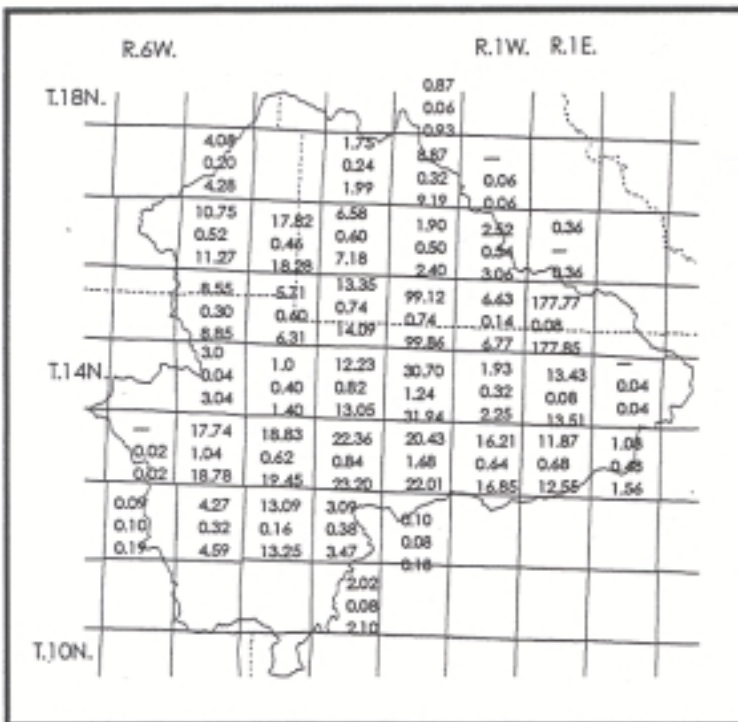 R.6W. R.1W. R.1E.
T.18N. 0.87
0.06
0.93
4.08 1.75 8.87 —
0.20 0.24 0.32 0.06
4.28 1.99 9.19 0.06
10.75 17.82 6.58 1.90 2.52 0.36
0.52 0.46 0.60 0.50 0.54 —
11.27 18.28 7.18 2.40 3.06 0.36
8.55 5.71 13.35 99.12 6.63 177.77
0.30 0.60 0.74 0.74 0.14 0.08
8.85 6.31 14.09 99.86 6.77 177.85
3.0 1.0 12.23 30.70 1.93 13.43 —
T.14N. 0.04 0.40 0.82 1.24 0.32 0.08 0.04
3.04 1.40 13.05 31.94 2.25 13.51 0.04
— 17.74 18.83 22.36 20.43 16.21 11.87 1.08
0.02 1.04 0.62 0.84 1.68 0.64 0.68 0.48
0.02 18.78 19.45 23.20 22.01 16.85 12.55 1.56
0.09 4.27 13.09 3.09 0.10
0.10 0.32 0.16 0.38 0.08
0.19 4.59 13.25 3.47 0.18
2.02
0.08
2.10
T.10N.